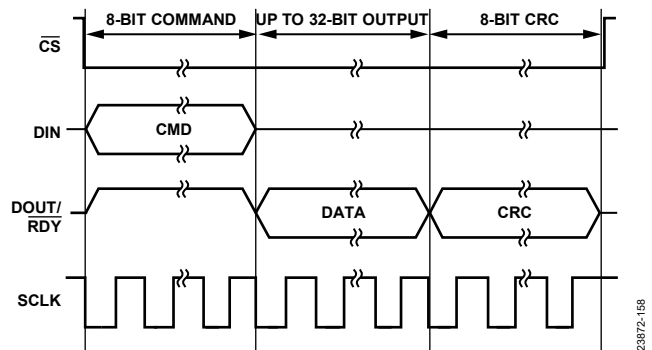 8-BIT COMMAND UP TO 32-BIT OUTPUT 8-BIT CRC
CS
DIN CMD
DOUT/
RDY DATA CRC
SCLK
23872-158